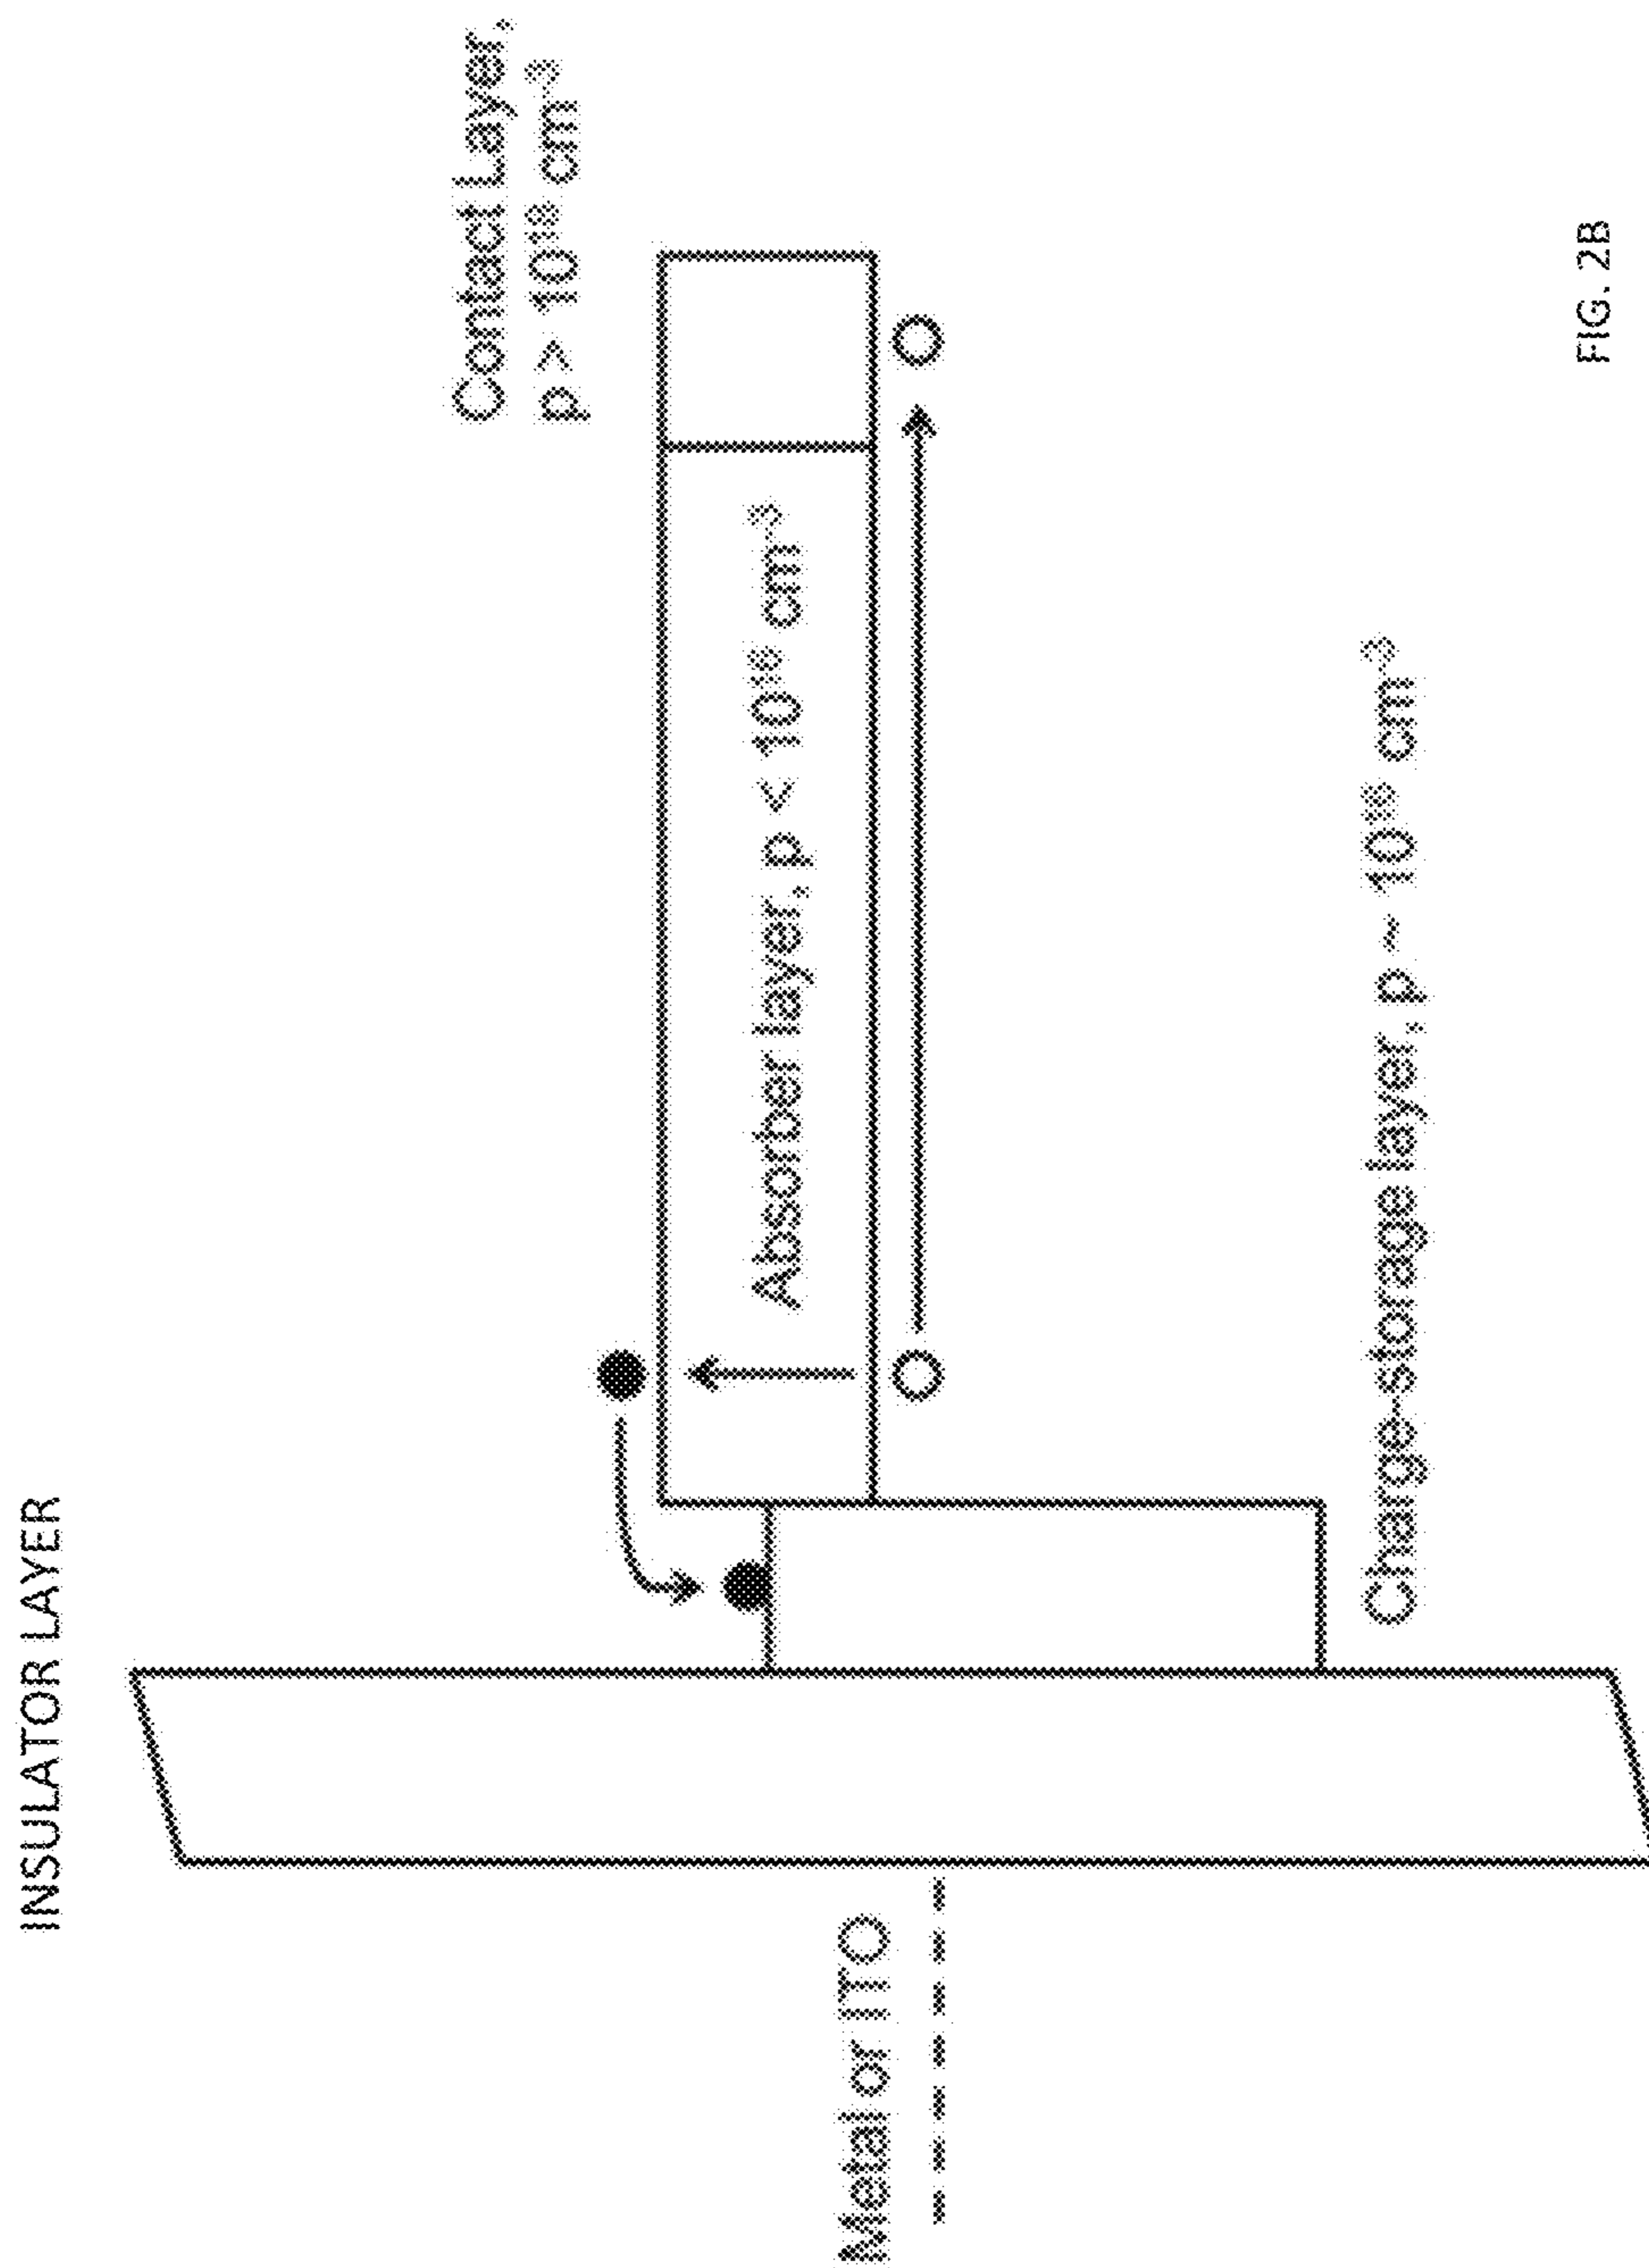 INSULATOR LAYER
Contact Layer,
p > 10¹⁸ cm⁻³
Absorber layer, p < 10¹⁶ cm⁻³
Metal or ITO
Charge-storage layer, p ~ 10¹⁶ cm⁻³
FIG. 2B